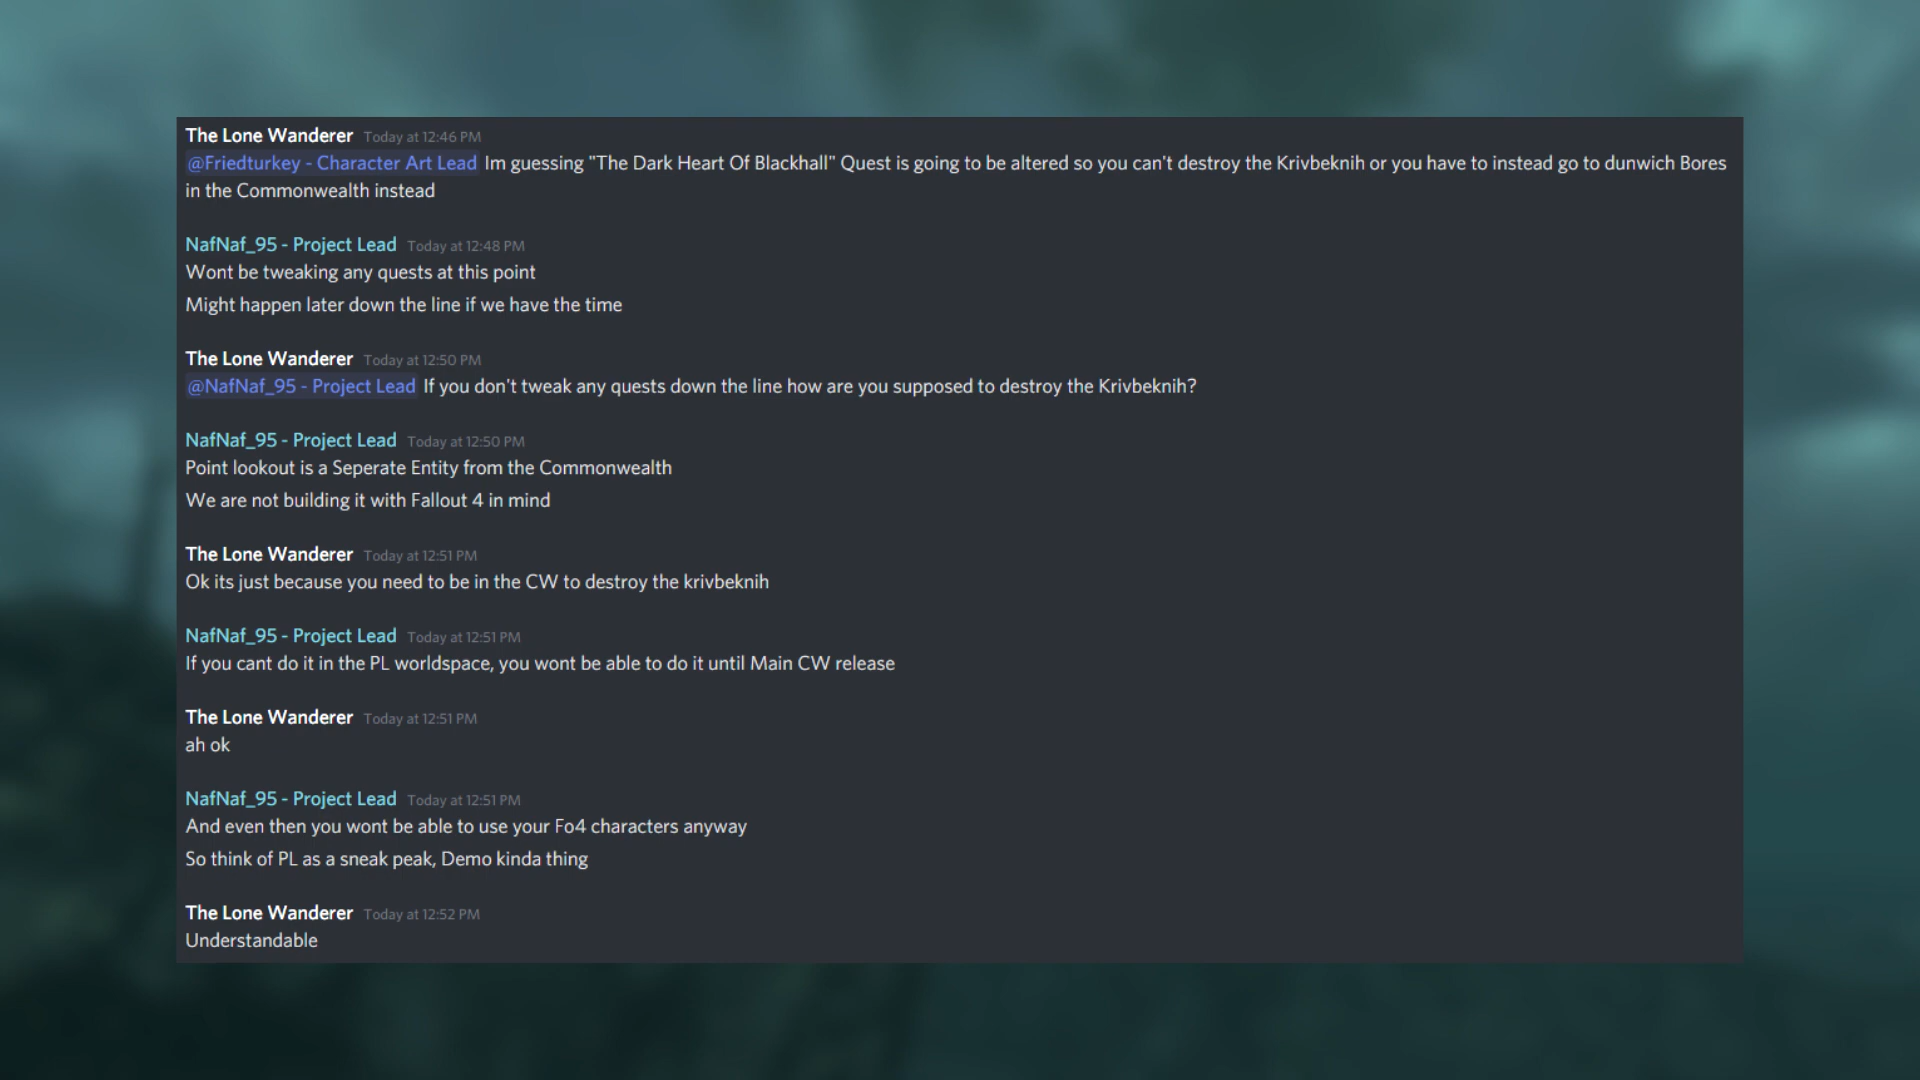 The Lone Wanderer Today at 12:46 PM
@Friedturkey - Character Art Lead Im guessing "The Dark Heart Of Blackhall" Quest is going to be altered so you can't destroy the Krivbeknih or you have to instead go to dunwich Bores
in the Commonwealth instead
NafNaf_95 - Project Lead Today at 12:48 PM
Wont be tweaking any quests at this point
Might happen later down the line if we have the time
The Lone Wanderer Today at 12:50 PM
@NafNaf_95 - Project Lead If you don't tweak any quests down the line how are you supposed to destroy the Krivbeknih?
NafNaf_95 - Project Lead Today at 12:50 PM
Point lookout is a Seperate Entity from the Commonwealth
We are not building it with Fallout 4 in mind
The Lone Wanderer Today at 12:51 PM
Ok its just because you need to be in the CW to destroy the krivbeknih
NafNaf_95 - Project Lead Today at 12:51 PM
If you cant do it in the PL worldspace, you wont be able to do it until Main CW release
The Lone Wanderer Today at 12:51 PM
ah ok
NafNaf_95 - Project Lead Today at 12:51 PM
And even then you wont be able to use your Fo4 characters anyway
So think of PL as a sneak peak, Demo kinda thing
The Lone Wanderer Today at 12:52 PM
Understandable